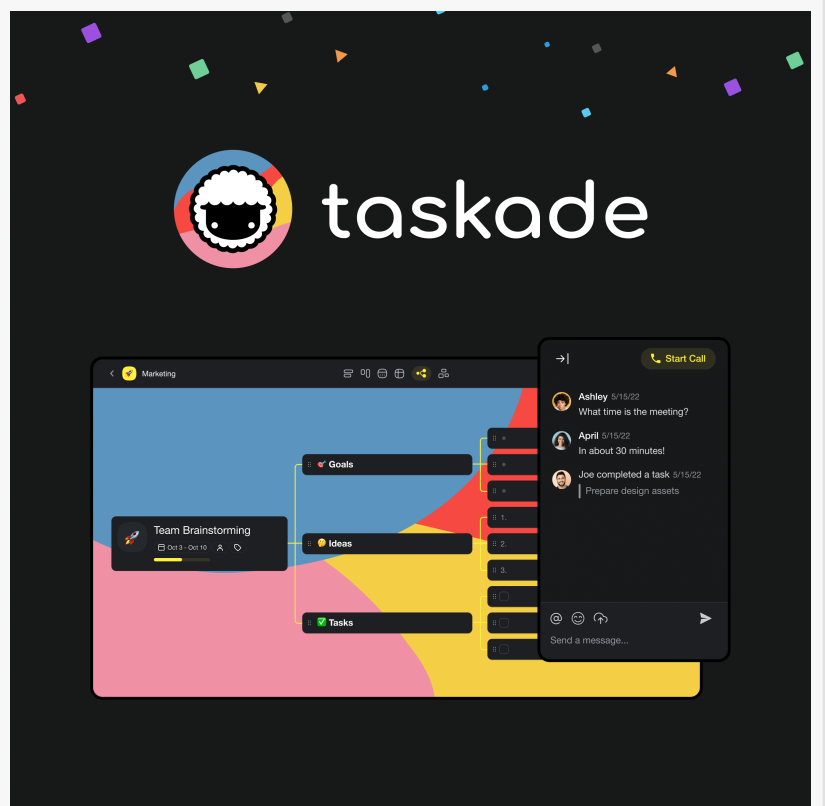 taskade
Marketing
Team Brainstorming
Oct 3 - Oct 10
Goals
Ideas
Tasks
1.
2.
3.
Start Call
Ashley 5/15/22
What time is the meeting?
April 5/15/22
In about 30 minutes!
Joe completed a task 5/15/22
Prepare design assets
@
Send a message...